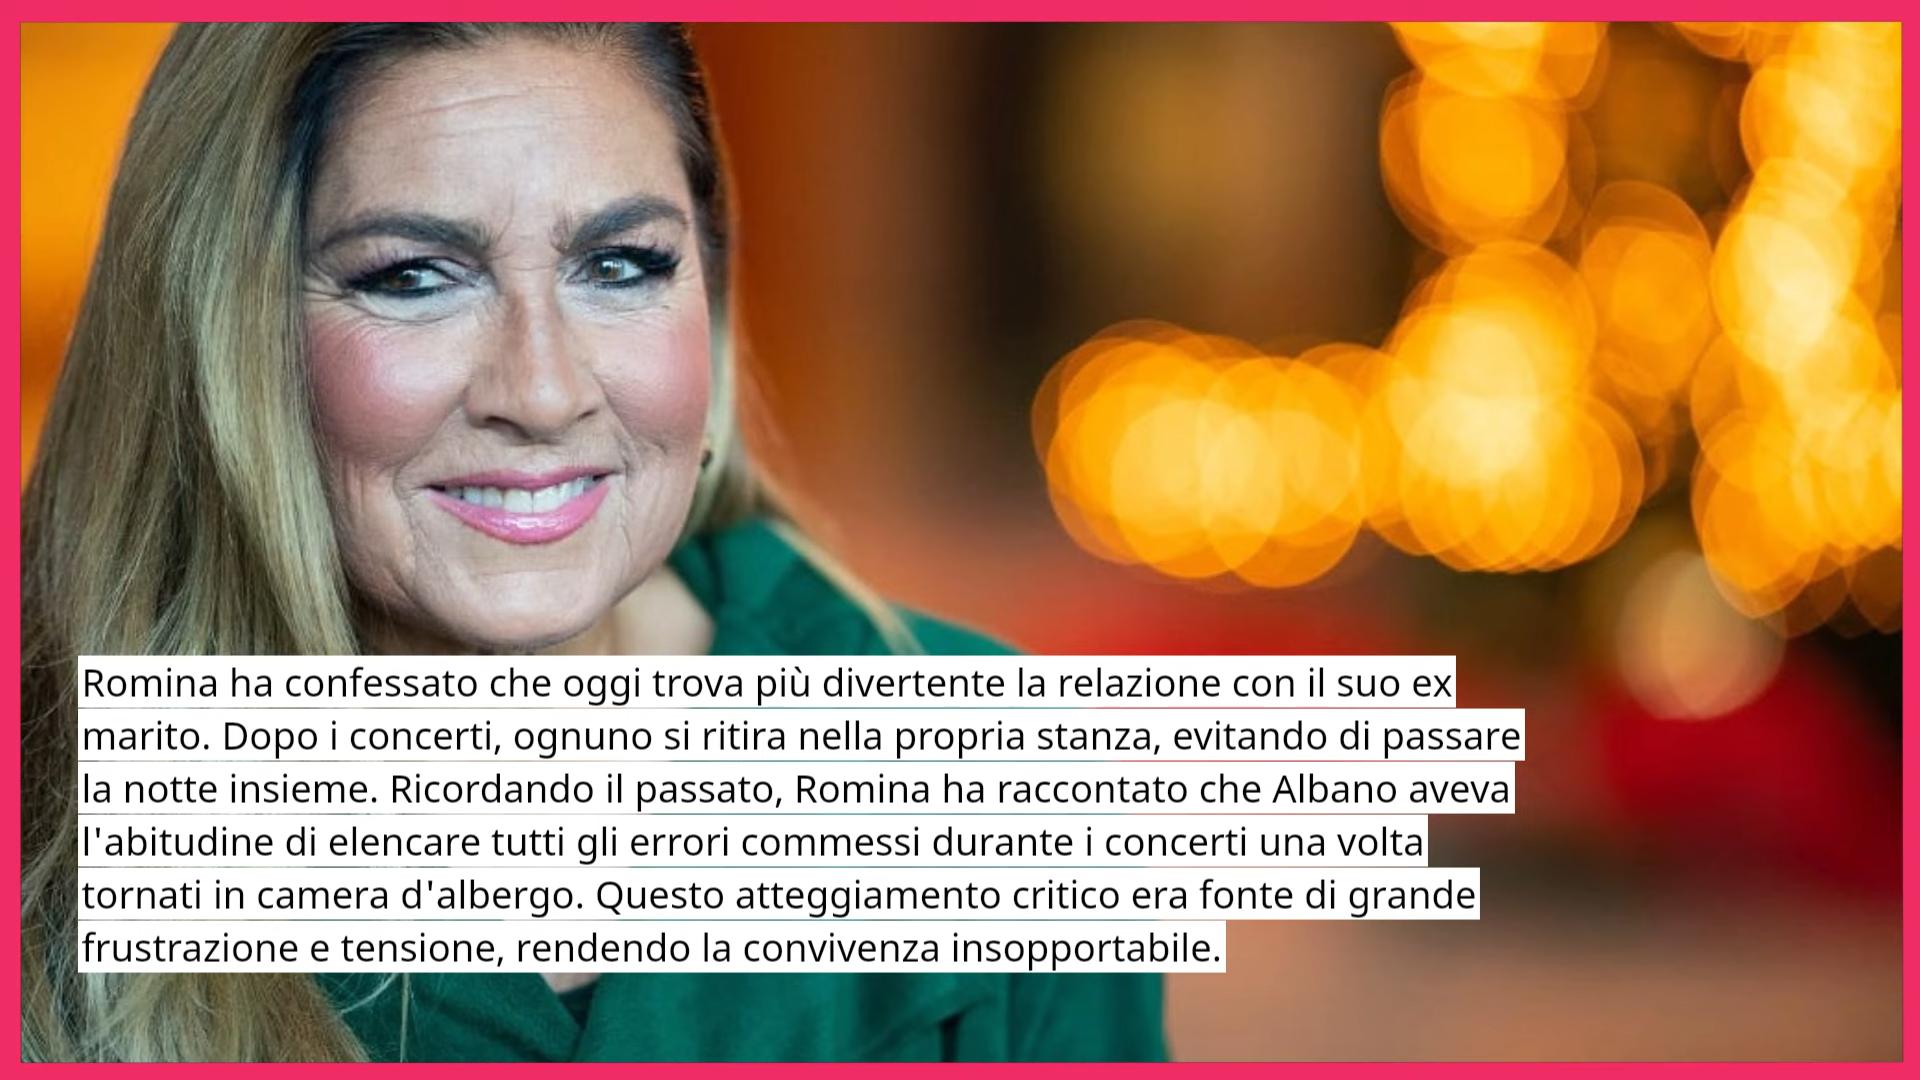 Romina ha confessato che oggi trova più divertente la relazione con il suo ex
marito. Dopo i concerti, ognuno si ritira nella propria stanza, evitando di passare
la notte insieme. Ricordando il passato, Romina ha raccontato che Albano aveva
l'abitudine di elencare tutti gli errori commessi durante i concerti una volta
tornati in camera d'albergo. Questo atteggiamento critico era fonte di grande
frustrazione e tensione, rendendo la convivenza insopportabile.